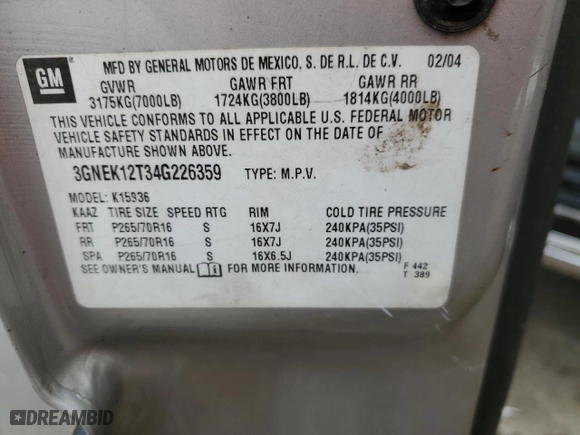 GM
MFD BY GENERAL MOTORS DE MEXICO, S. DE R.L. DE C.V. 02/04
GVWR GAWR FRT GAWR RR
3175KG(7000LB) 1724KG(3800LB) 1814KG(4000LB)
THIS VEHICLE CONFORMS TO ALL APPLICABLE U.S. FEDERAL MOTOR
VEHICLE SAFETY STANDARDS IN EFFECT ON THE DATE OF
MANUFACTURE SHOWN ABOVE.
3GNEK12T34G226359 TYPE: M.P.V.
MODEL: K15936
KAAZ TIRE SIZE SPEED RTG RIM COLD TIRE PRESSURE
FRT P265/70R16 S 16X7J 240KPA(35PSI)
RR P265/70R16 S 16X7J 240KPA(35PSI)
SPA P265/70R16 S 16X6.5J 240KPA(35PSI)
SEE OWNER'S MANUAL FOR MORE INFORMATION. F 442
T 389
DREAMBID